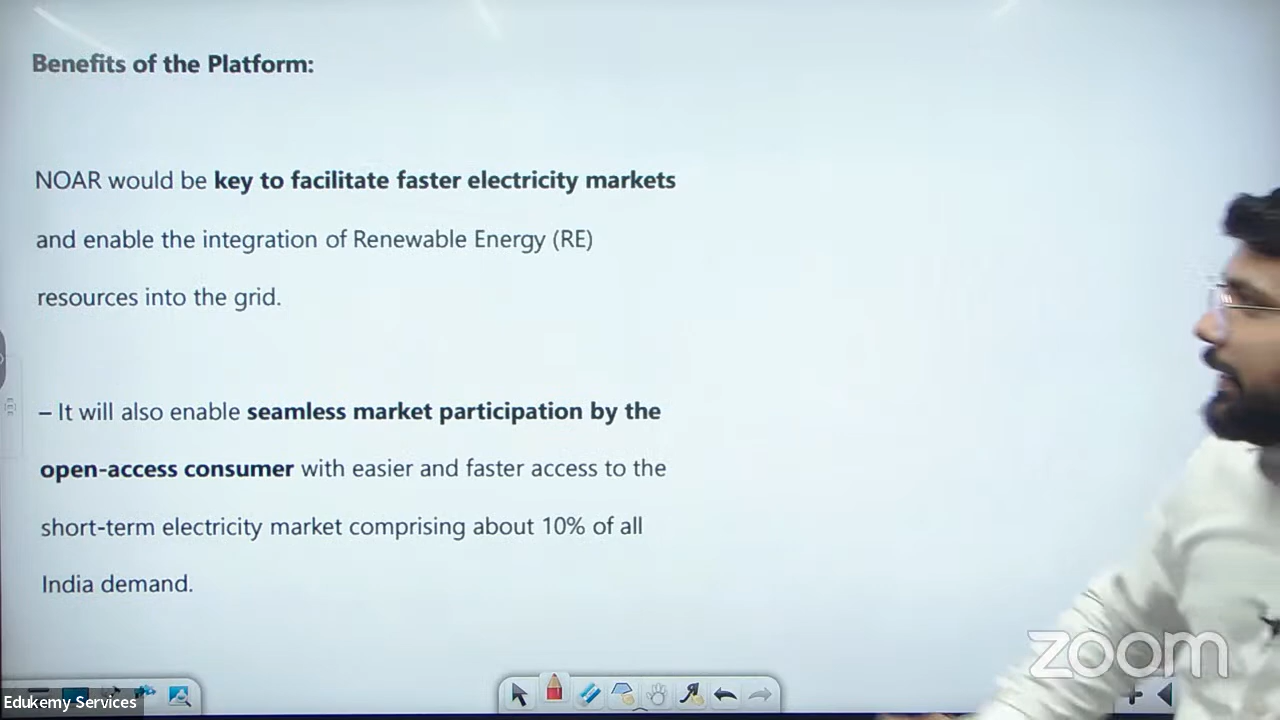 Benefits of the Platform:
NOAR would be key to facilitate faster electricity markets
and enable the integration of Renewable Energy (RE)
resources into the grid.
– It will also enable seamless market participation by the
open-access consumer with easier and faster access to the
short-term electricity market comprising about 10% of all
India demand.
zoom
Edukemy Services